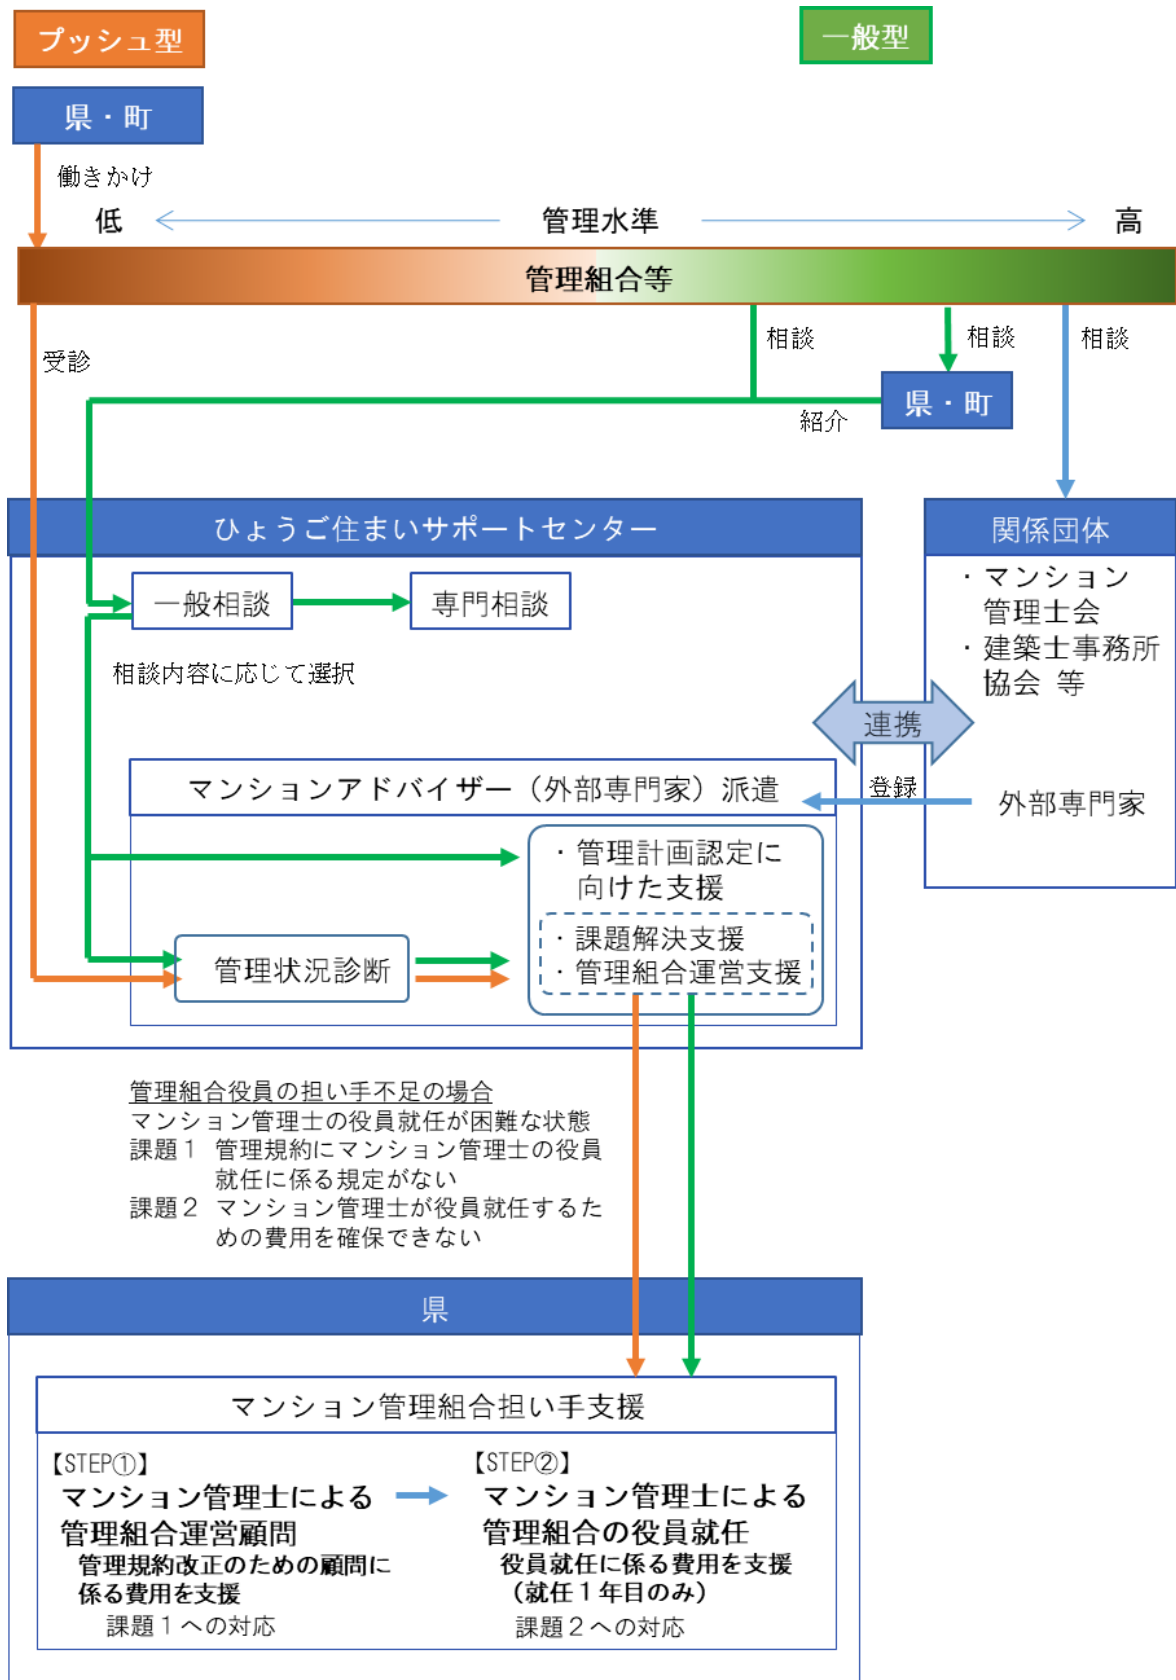 プッシュ型
一般型
県・町
働きかけ
低
管理水準
高
管理組合等
受診
相談
相談
相談
県・町
紹介
ひょうご住まいサポートセンター
関係団体
一般相談
専門相談
・マンション
管理士会
・建築士事務所
協会 等
相談内容に応じて選択
連携
マンションアドバイザー（外部専門家）派遣
登録
外部専門家
・管理計画認定に
向けた支援
・課題解決支援
・管理組合運営支援
管理状況診断
管理組合役員の担い手不足の場合
マンション管理士の役員就任が困難な状態
課題１ 管理規約にマンション管理士の役員
就任に係る規定がない
課題２ マンション管理士が役員就任するた
めの費用を確保できない
県
マンション管理組合担い手支援
【STEP①】
マンション管理士による
管理組合運営顧問
管理規約改正のための顧問に
係る費用を支援
課題１への対応
【STEP②】
マンション管理士による
管理組合の役員就任
役員就任に係る費用を支援
（就任１年目のみ）
課題２への対応